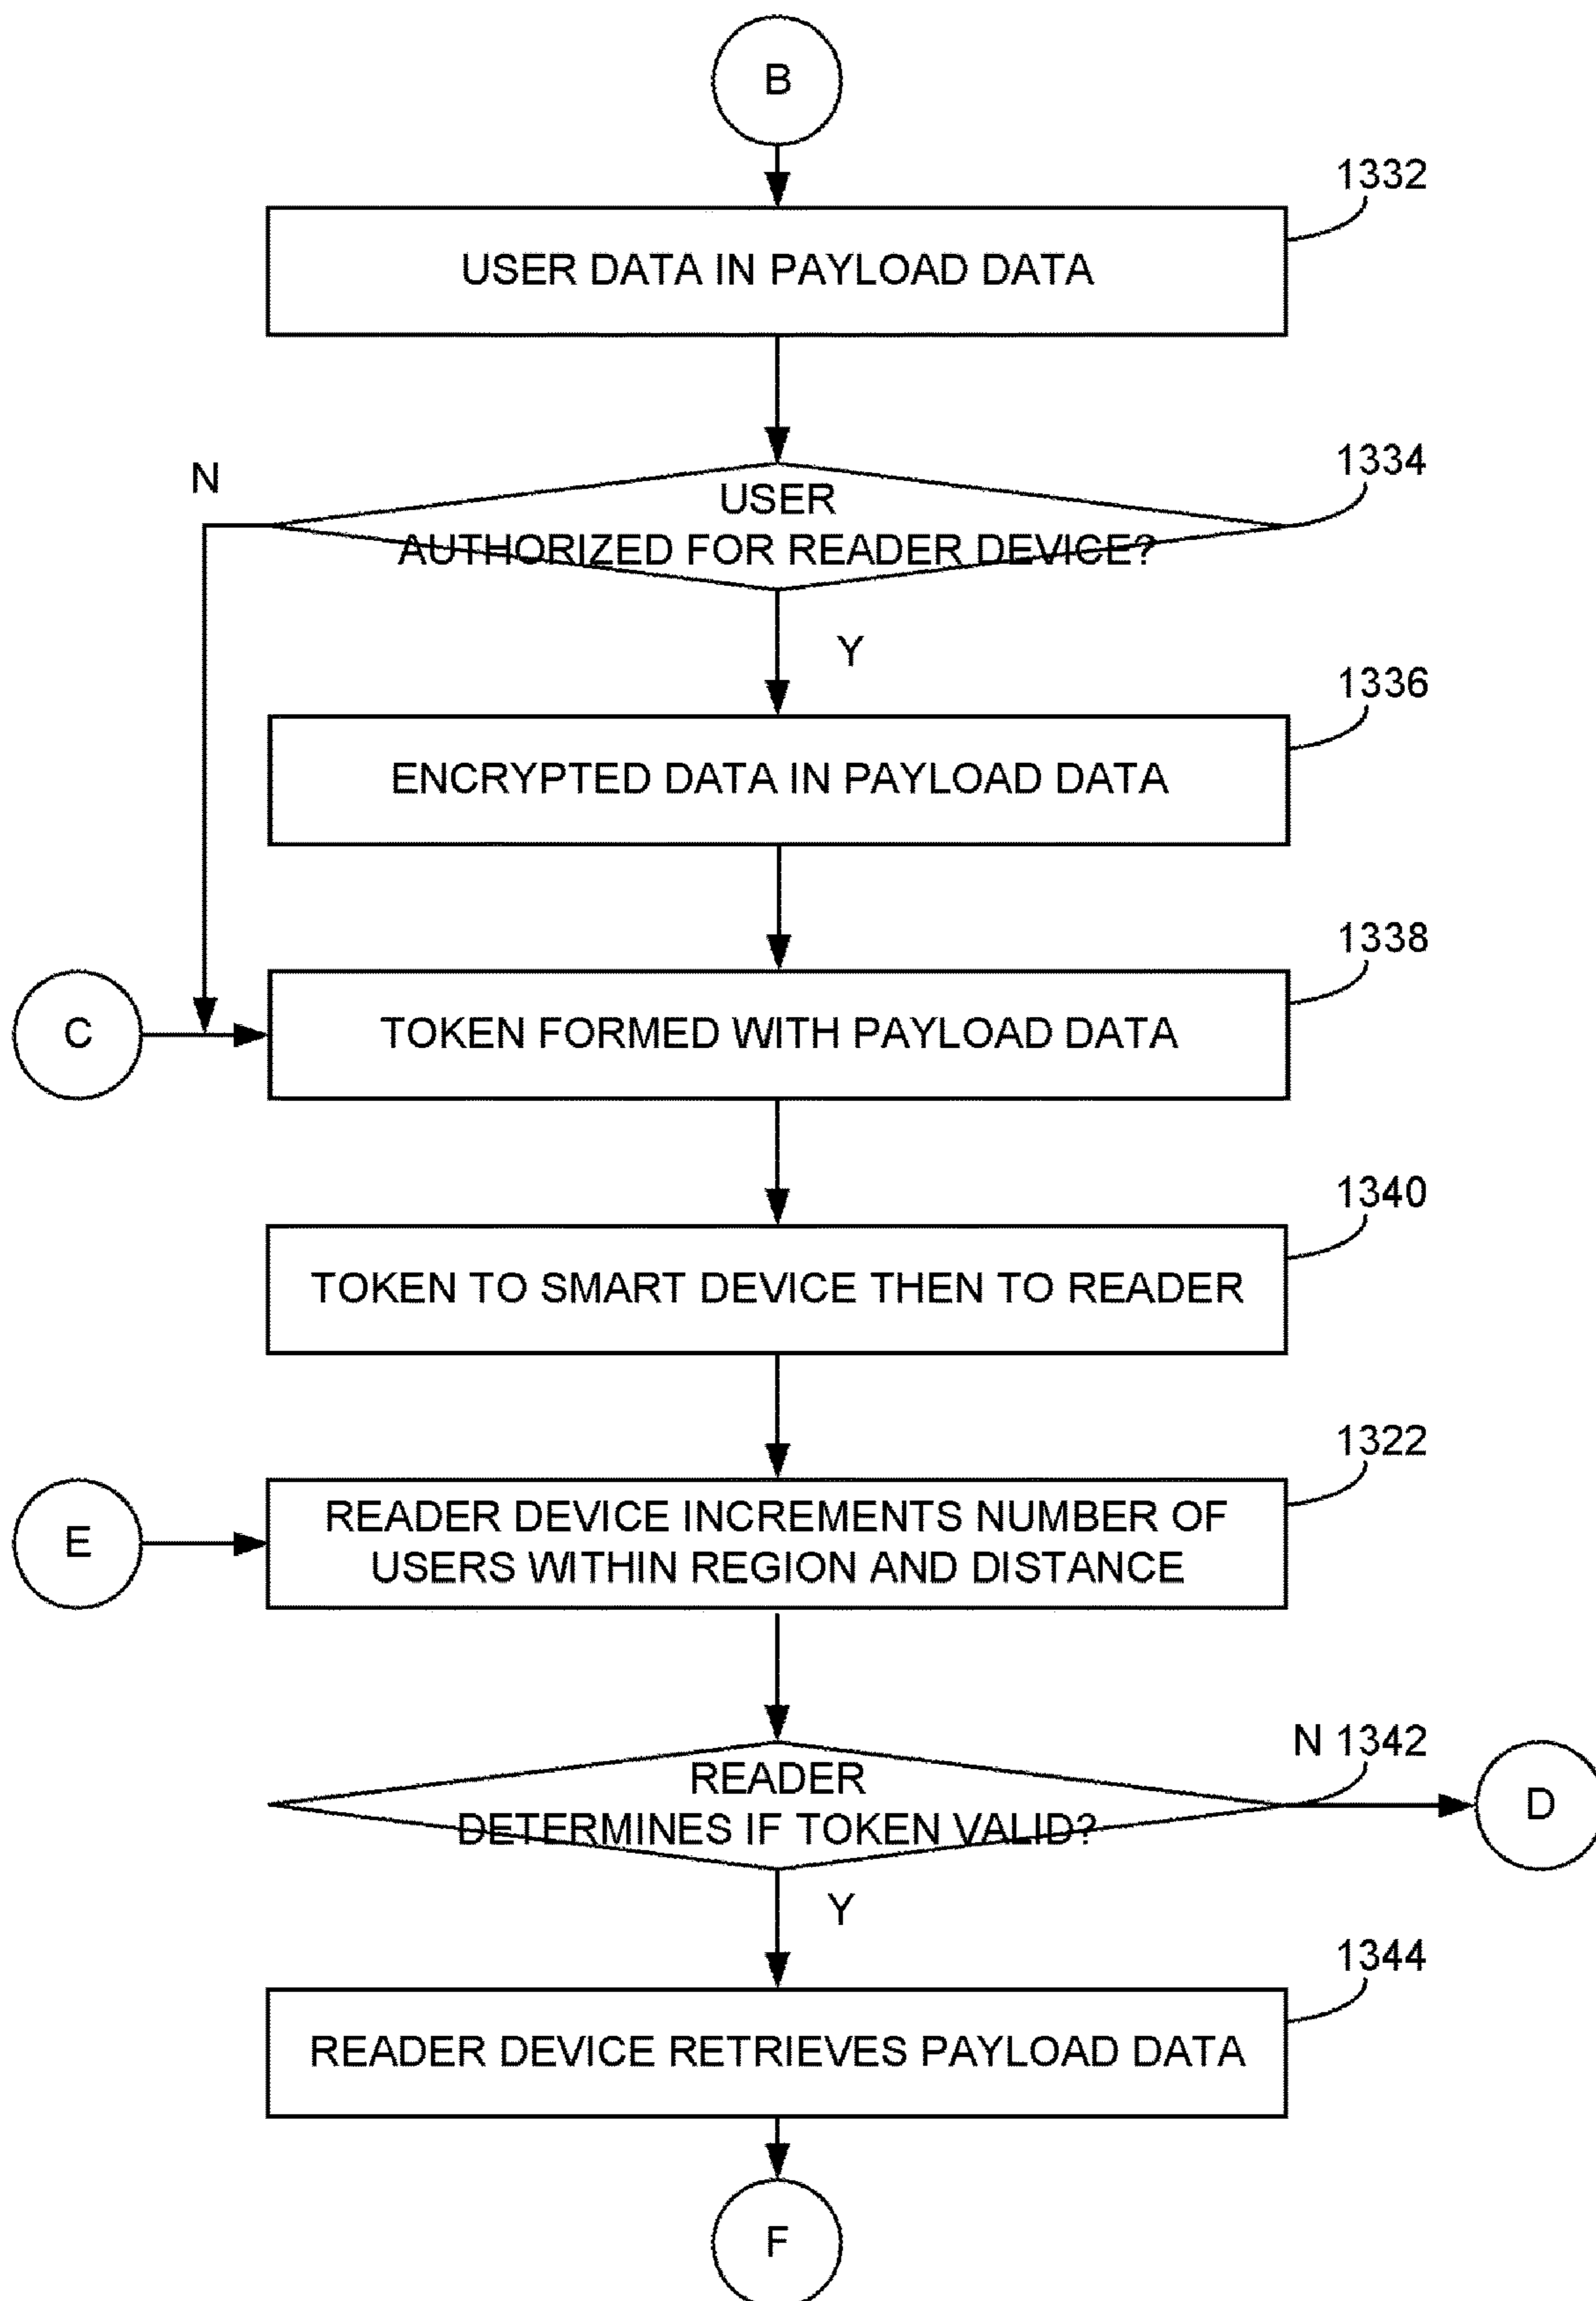 B
1332
USER DATA IN PAYLOAD DATA
1334
N
USER
AUTHORIZED FOR READER DEVICE?
Y
1336
ENCRYPTED DATA IN PAYLOAD DATA
1338
C
TOKEN FORMED WITH PAYLOAD DATA
1340
TOKEN TO SMART DEVICE THEN TO READER
1322
E
READER DEVICE INCREMENTS NUMBER OF
USERS WITHIN REGION AND DISTANCE
N 1342
READER
DETERMINES IF TOKEN VALID?
D
Y
1344
READER DEVICE RETRIEVES PAYLOAD DATA
F